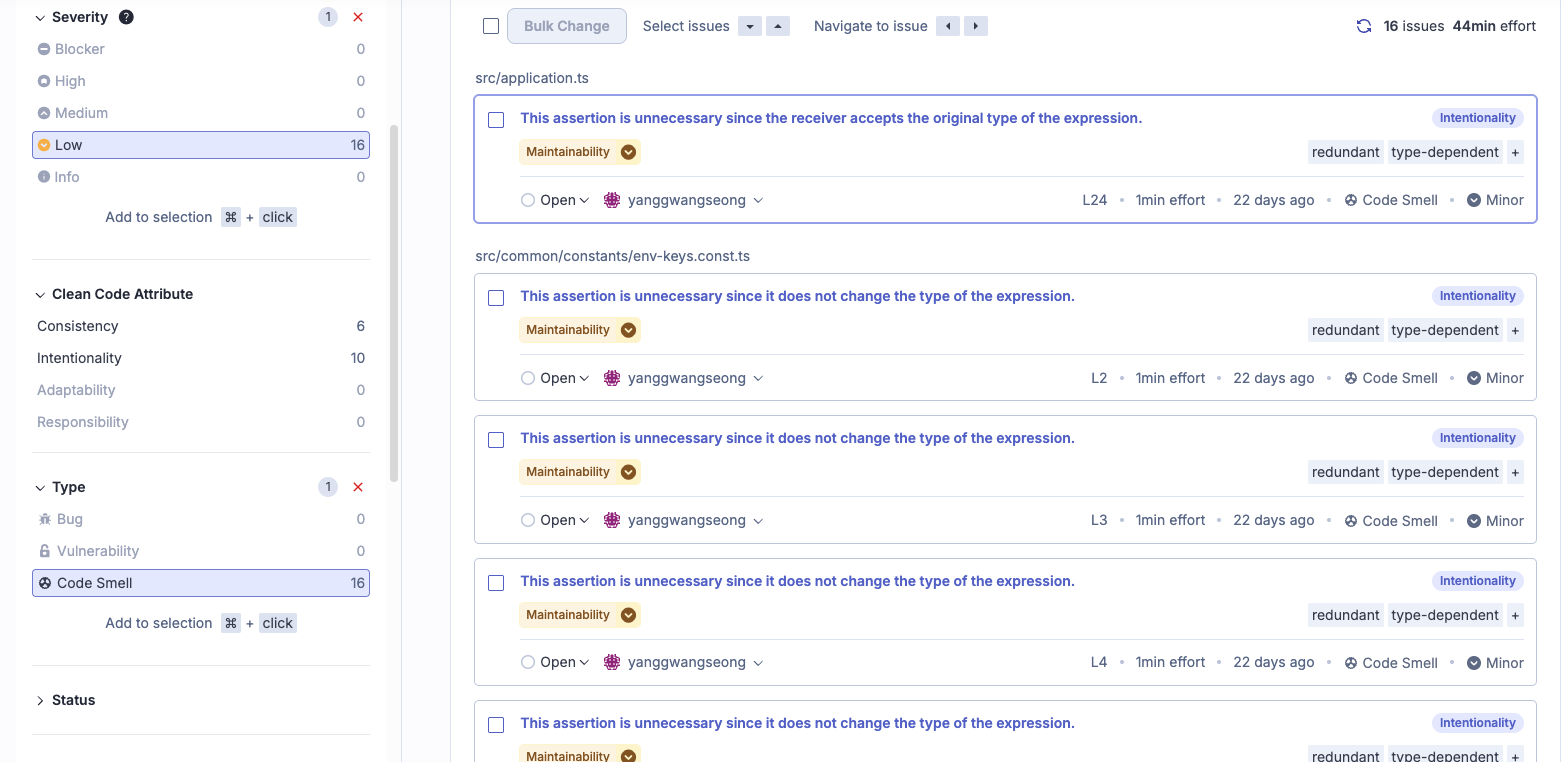 Severity ? 1
Blocker 0
High 0
Medium 0
Low 16
Info 0
Add to selection ⌘ + click
Clean Code Attribute
Consistency 6
Intentionality 10
Adaptability 0
Responsibility 0
Type 1
Bug 0
Vulnerability 0
Code Smell 16
Add to selection ⌘ + click
Status
Bulk Change Select issues Navigate to issue 16 issues 44min effort
src/application.ts
This assertion is unnecessary since the receiver accepts the original type of the expression. Intentionality
Maintainability redundant type-dependent +
Open yanggwangseong L24 • 1min effort • 22 days ago • Code Smell • Minor
src/common/constants/env-keys.const.ts
This assertion is unnecessary since it does not change the type of the expression. Intentionality
Maintainability redundant type-dependent +
Open yanggwangseong L2 • 1min effort • 22 days ago • Code Smell • Minor
This assertion is unnecessary since it does not change the type of the expression. Intentionality
Maintainability redundant type-dependent +
Open yanggwangseong L3 • 1min effort • 22 days ago • Code Smell • Minor
This assertion is unnecessary since it does not change the type of the expression. Intentionality
Maintainability redundant type-dependent +
Open yanggwangseong L4 • 1min effort • 22 days ago • Code Smell • Minor
This assertion is unnecessary since it does not change the type of the expression. Intentionality
Maintainability redundant type-dependent +